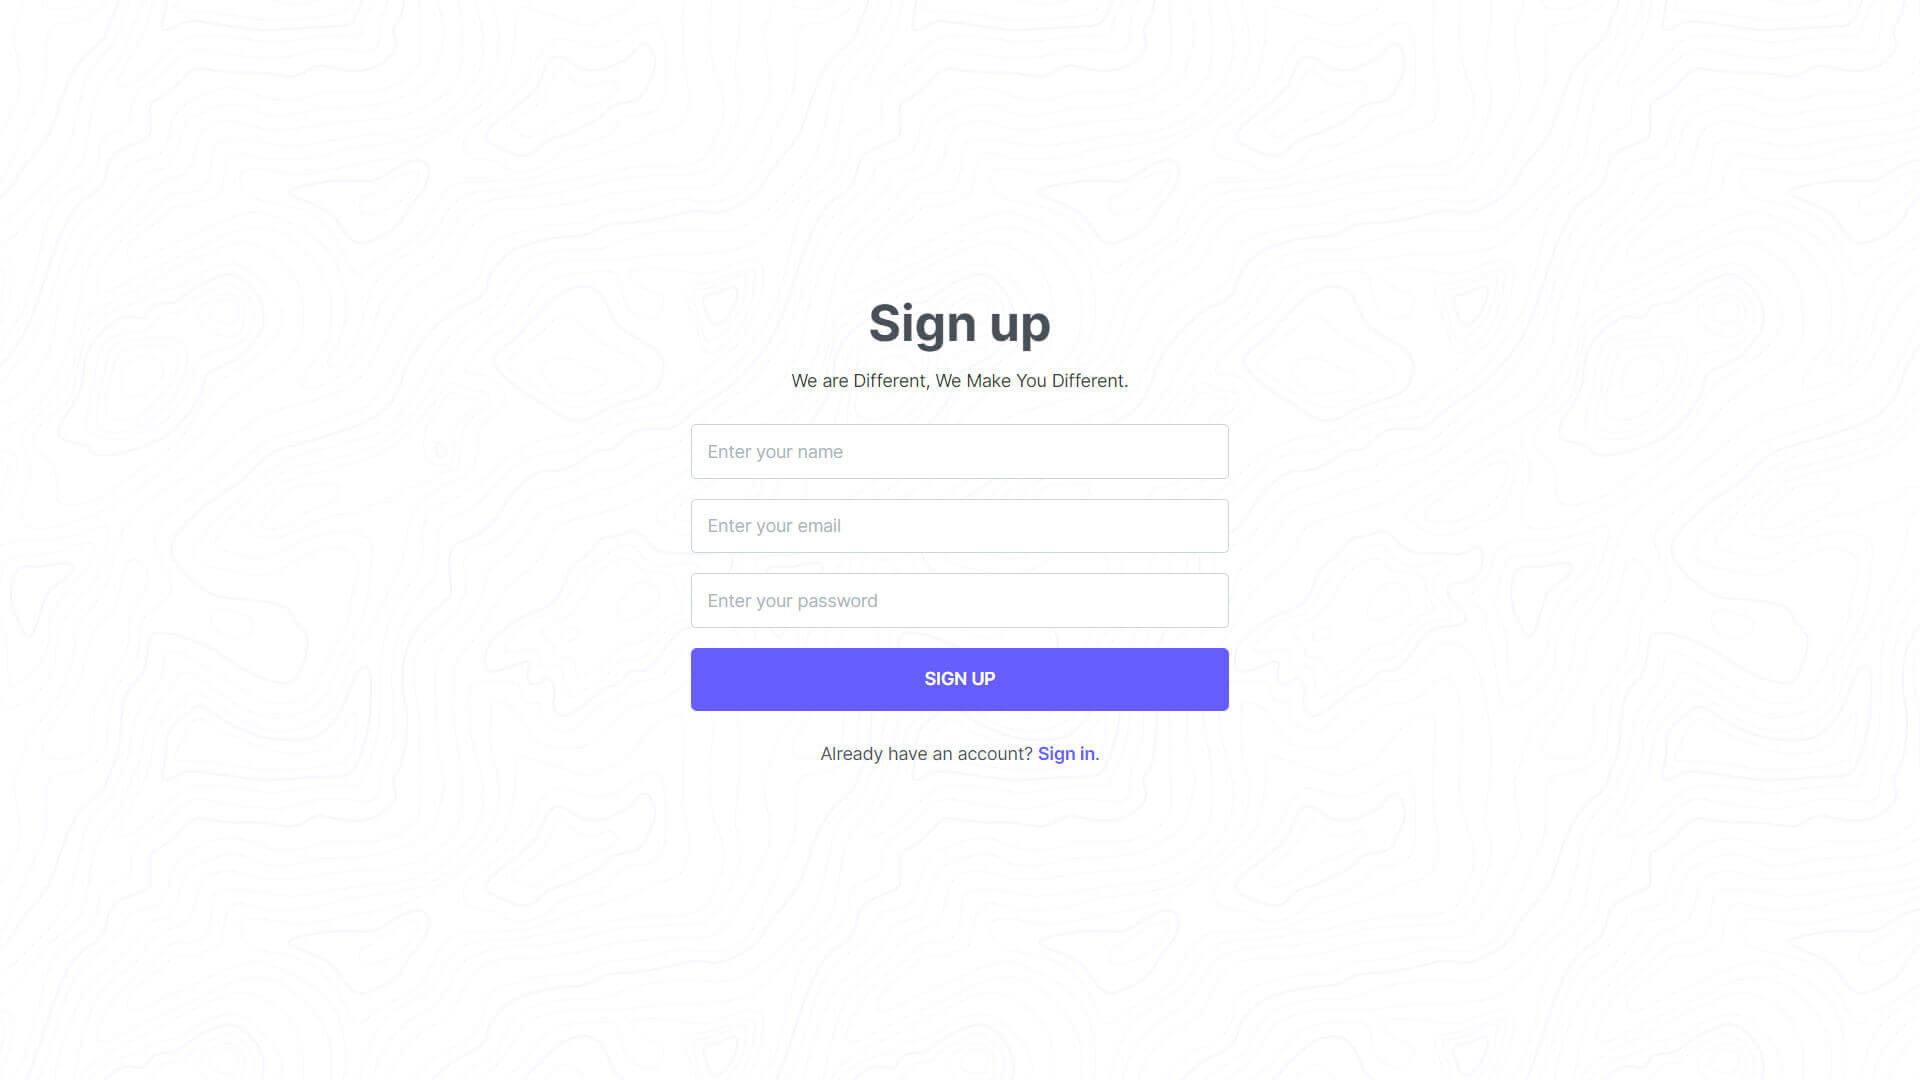 Sign up
We are Different, We Make You Different.
Enter your name
Enter your email
Enter your password
SIGN UP
Already have an account? Sign in.